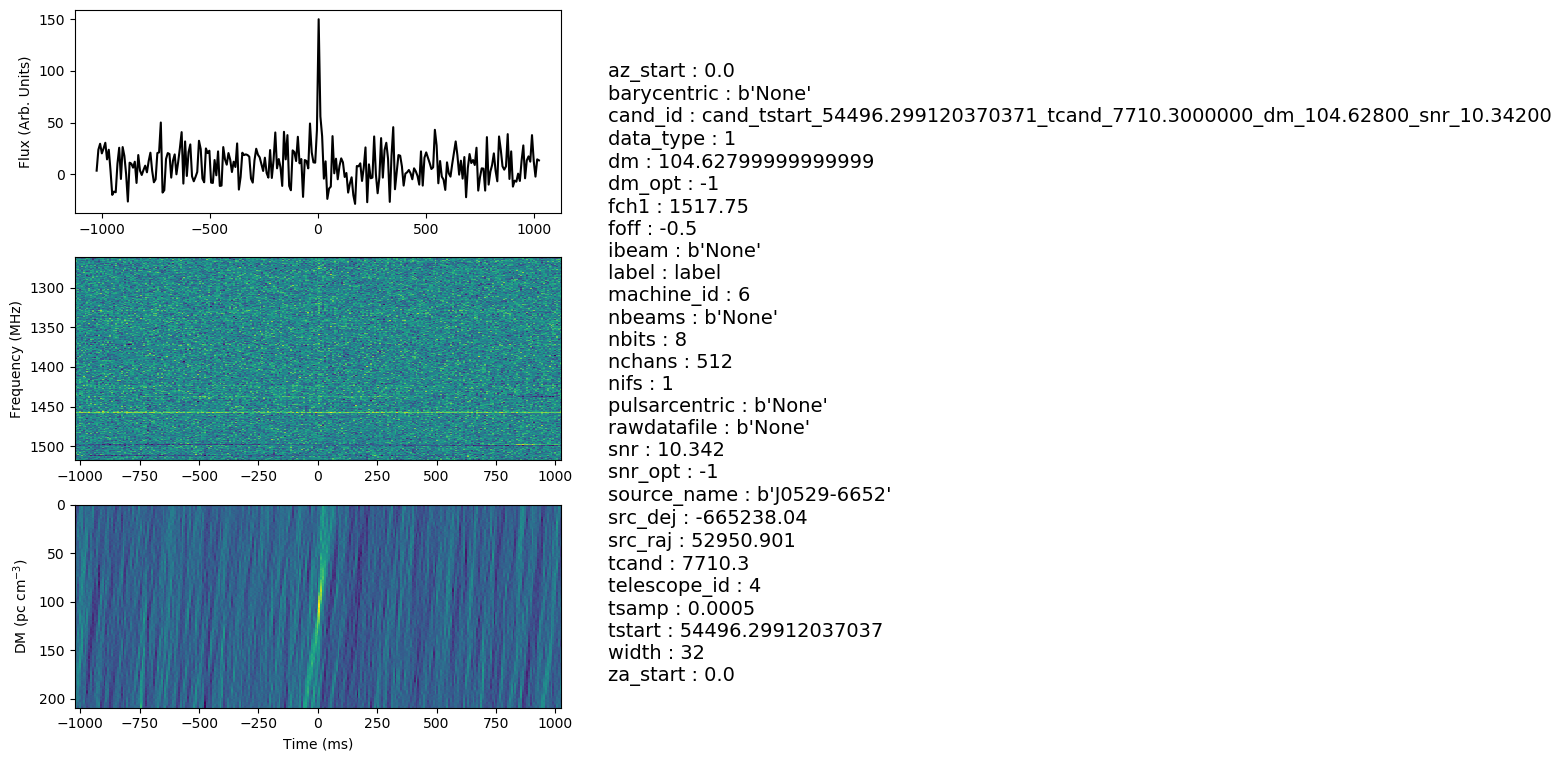 150
100
50
0
Flux (Arb. Units)
−1000 −500 0 500 1000
1300
1350
1400
1450
1500
Frequency (MHz)
−1000 −750 −500 −250 0 250 500 750 1000
0
50
100
150
200
DM (pc cm⁻³)
−1000 −750 −500 −250 0 250 500 750 1000
Time (ms)
az_start : 0.0
barycentric : b'None'
cand_id : cand_tstart_54496.299120370371_tcand_7710.3000000_dm_104.62800_snr_10.34200
data_type : 1
dm : 104.62799999999999
dm_opt : -1
fch1 : 1517.75
foff : -0.5
ibeam : b'None'
label : label
machine_id : 6
nbeams : b'None'
nbits : 8
nchans : 512
nifs : 1
pulsarcentric : b'None'
rawdatafile : b'None'
snr : 10.342
snr_opt : -1
source_name : b'J0529-6652'
src_dej : -665238.04
src_raj : 52950.901
tcand : 7710.3
telescope_id : 4
tsamp : 0.0005
tstart : 54496.29912037037
width : 32
za_start : 0.0